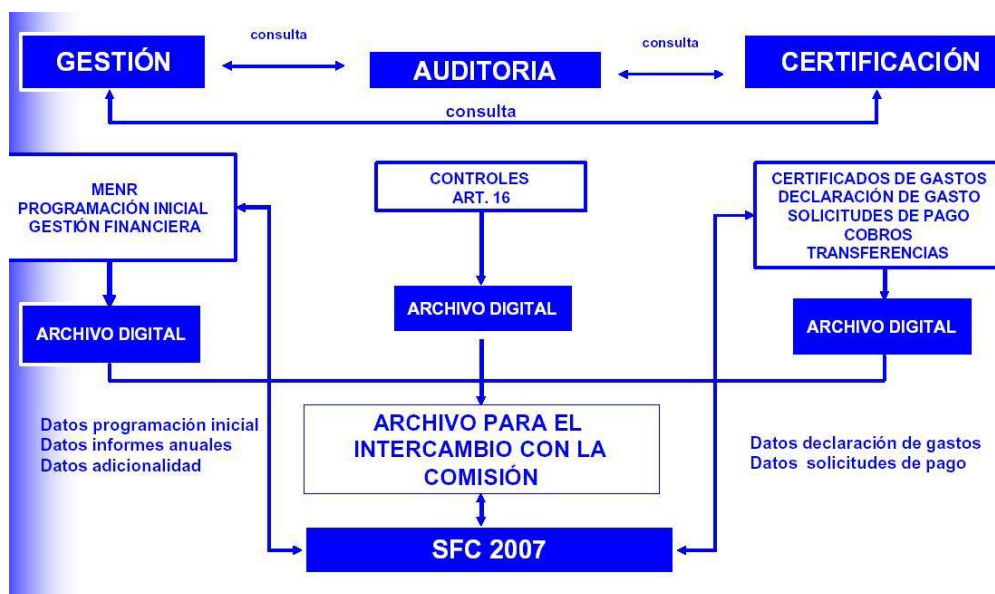 consulta
consulta
GESTIÓN
AUDITORIA
CERTIFICACIÓN
consulta
MENR
PROGRAMACIÓN INICIAL
GESTIÓN FINANCIERA
CONTROLES
ART. 16
CERTIFICADOS DE GASTOS
DECLARACIÓN DE GASTO
SOLICITUDES DE PAGO
COBROS
TRANSFERENCIAS
ARCHIVO DIGITAL
ARCHIVO DIGITAL
ARCHIVO DIGITAL
Datos programación inicial
Datos informes anuales
Datos adicionalidad
ARCHIVO PARA EL
INTERCAMBIO CON LA
COMISIÓN
Datos declaración de gastos
Datos solicitudes de pago
SFC 2007